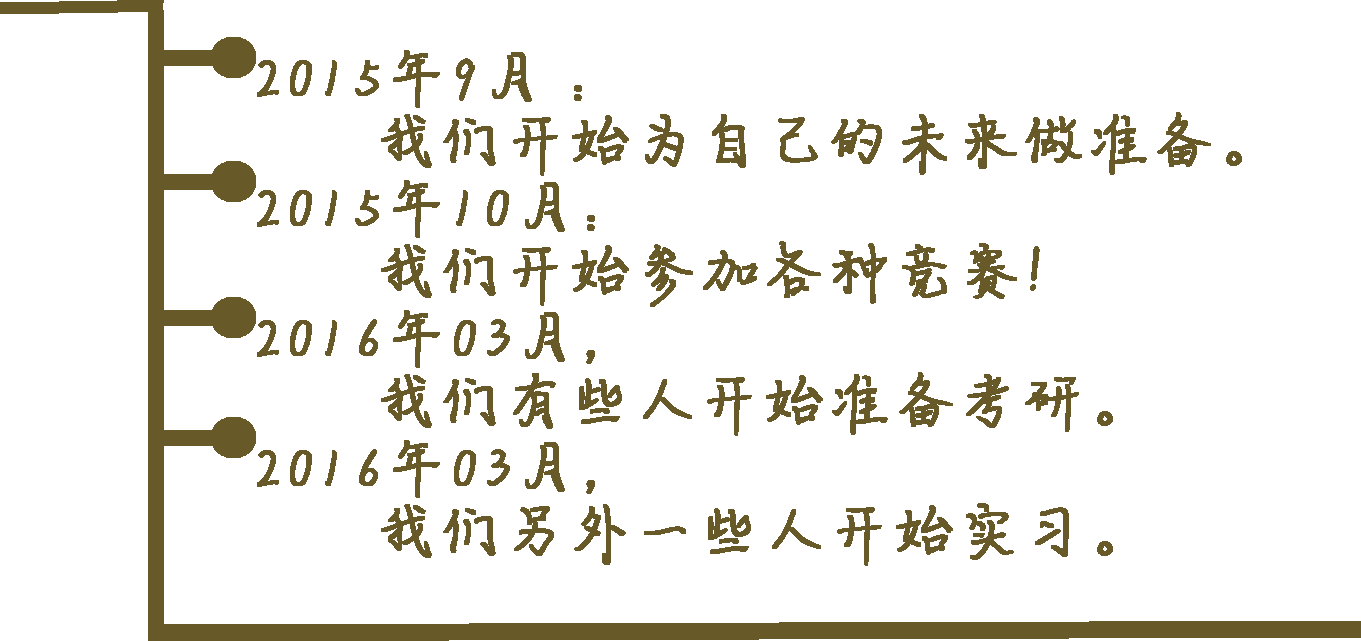 2015年9月：
我们开始为自己的未来做准备。
2015年10月：
我们开始参加各种竞赛！
2016年03月，
我们有些人开始准备考研。
2016年03月，
我们另外一些人开始实习。